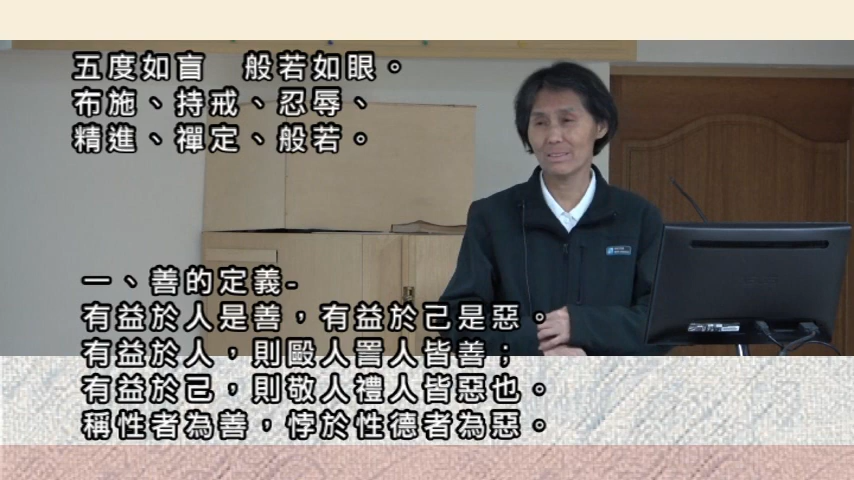 五度如盲　般若如眼。
布施、持戒、忍辱、
精進、禪定、般若。
一、善的定義-
有益於人是善，有益於己是惡。
有益於人，則毆人詈人皆善；
有益於己，則敬人禮人皆惡也。
稱性者為善，悖於性德者為惡。